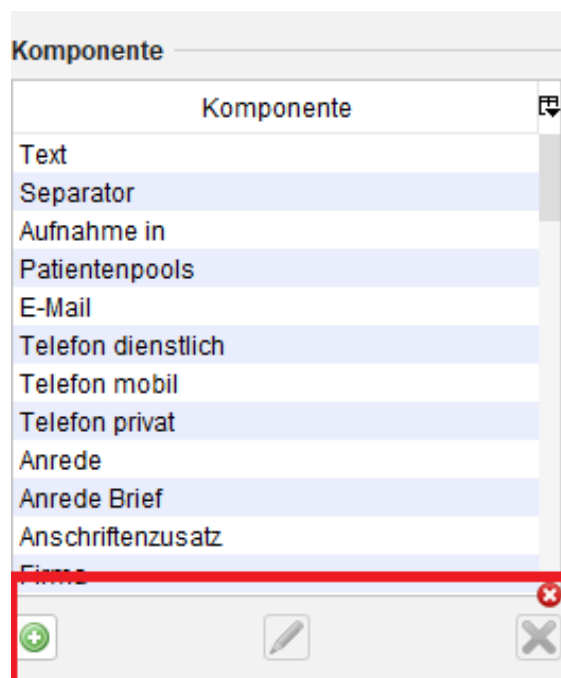 Komponente
Komponente
Text
Separator
Aufnahme in
Patientenpools
E-Mail
Telefon dienstlich
Telefon mobil
Telefon privat
Anrede
Anrede Brief
Anschriftenzusatz